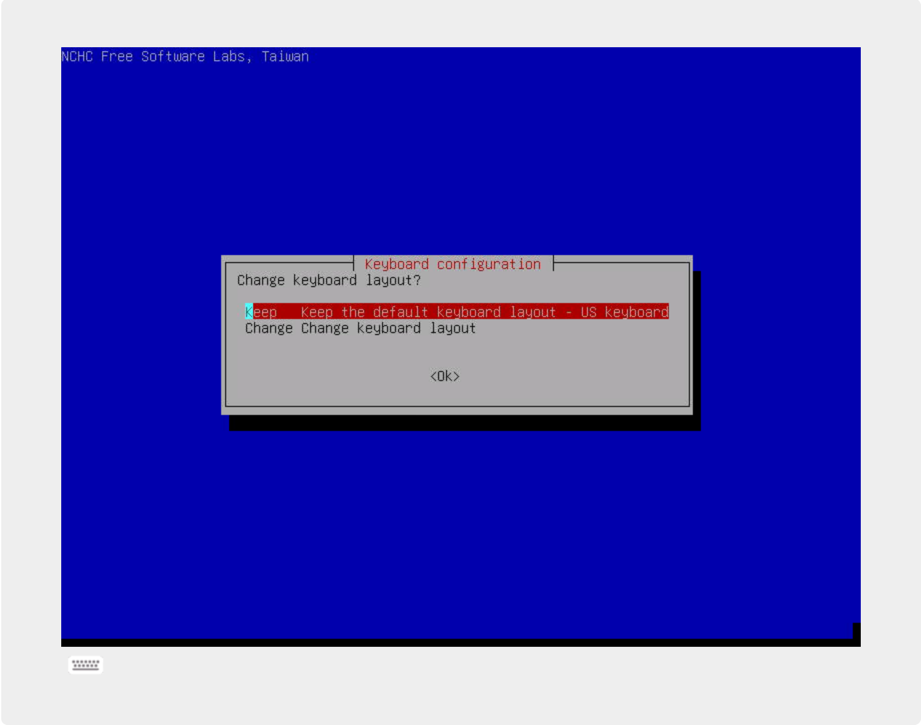 NCHC Free Software Labs, Taiwan
Keyboard configuration
Change keyboard layout?
Keep Keep the default keyboard layout - US keyboard
Change Change keyboard layout
<Ok>